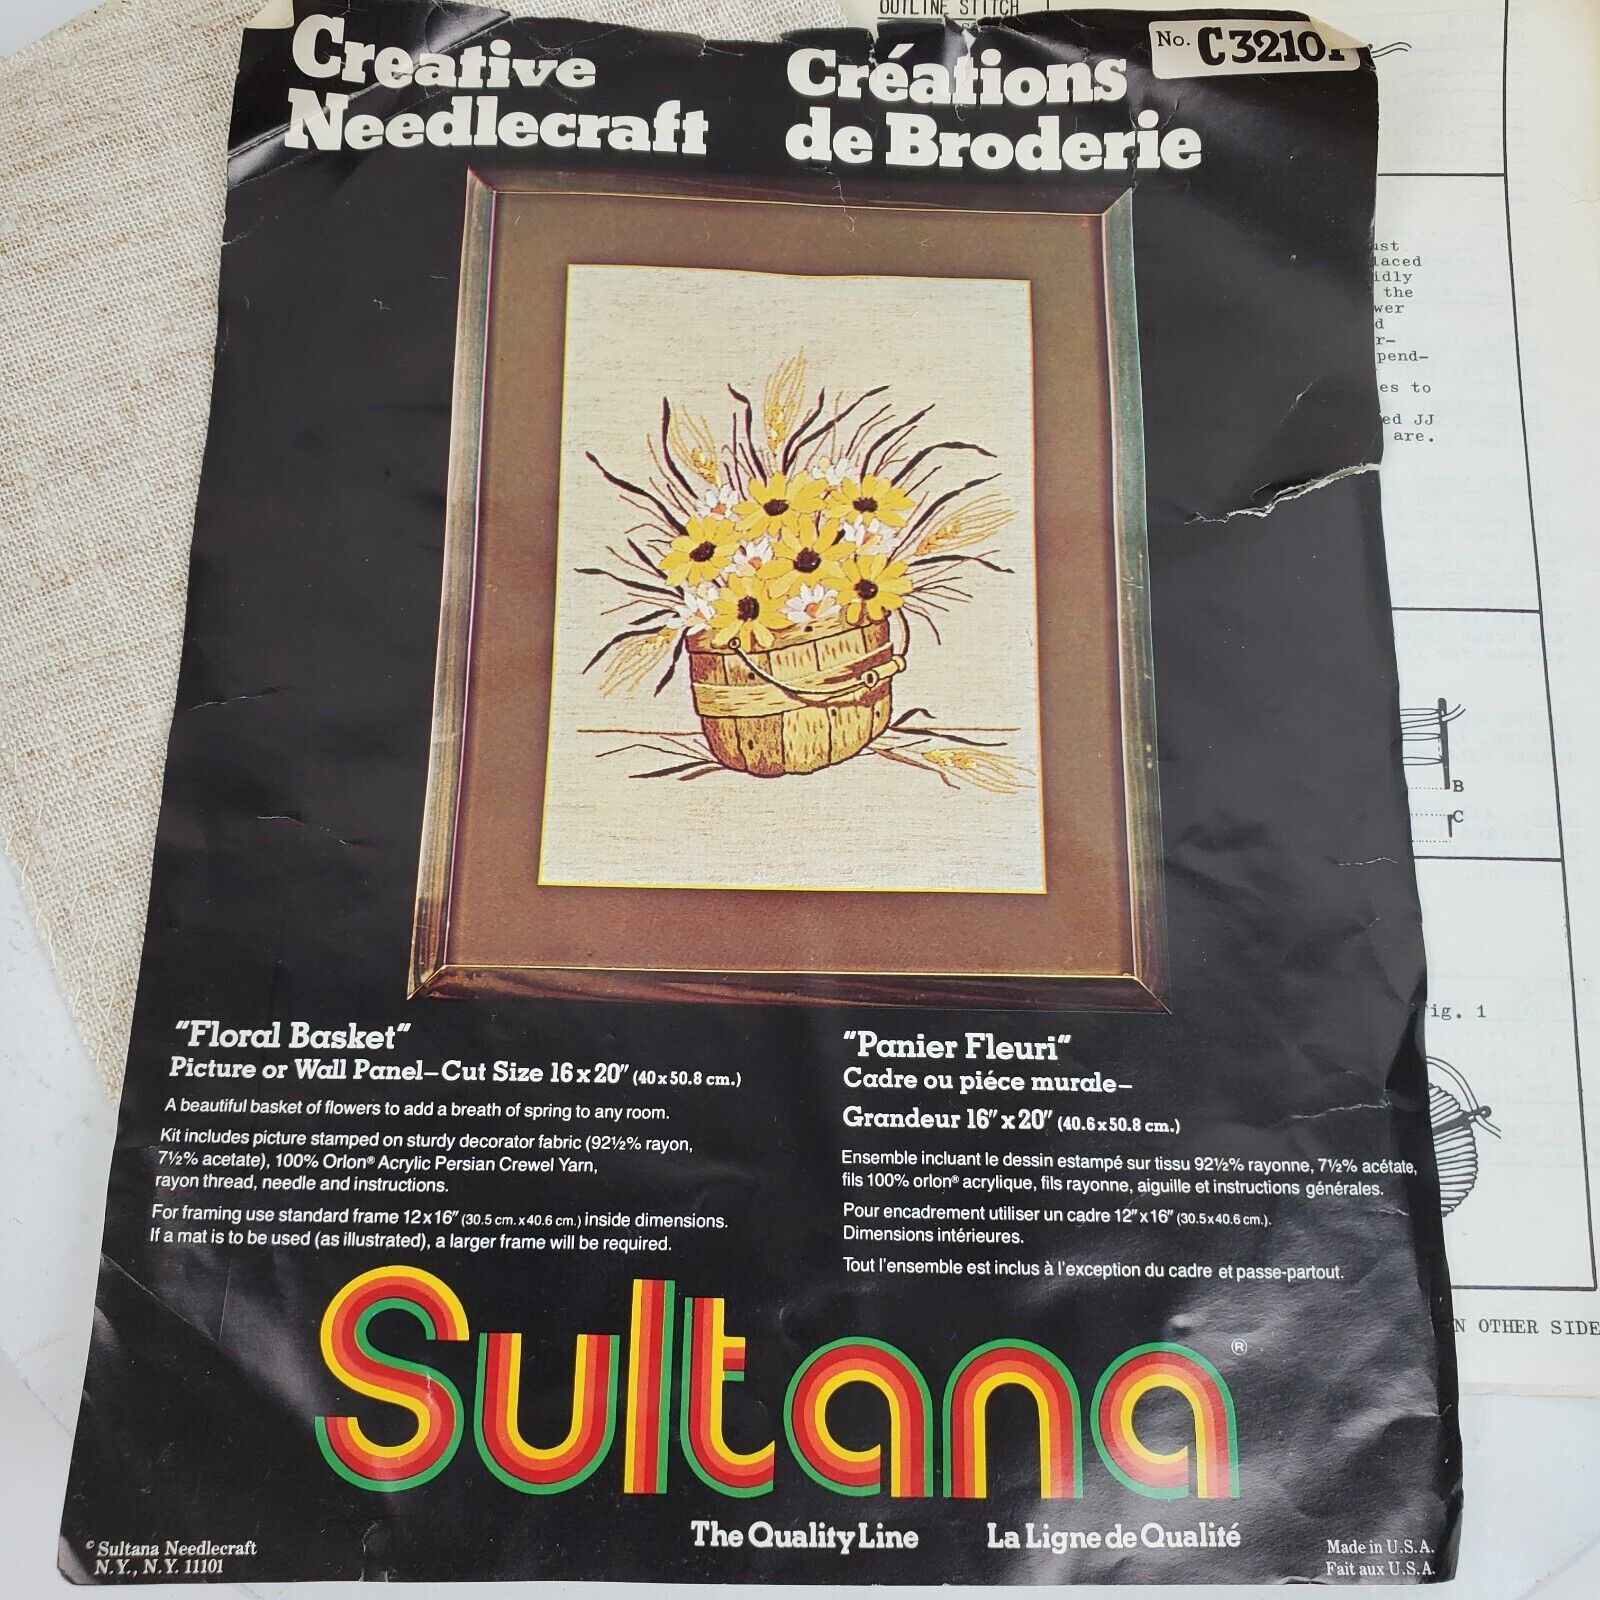 OUTLINE STITCH
No. C32101
Creative
Needlecraft
Créations
de Broderie
ust
laced
idly
the
wer
d
r-
pend-
es to
ed JJ
are.
B
C
ig. 1
N OTHER SIDE
"Floral Basket"
Picture or Wall Panel–Cut Size 16 x 20" (40 x 50.8 cm.)
A beautiful basket of flowers to add a breath of spring to any room.
Kit includes picture stamped on sturdy decorator fabric (92½% rayon,
7½% acetate), 100% Orlon® Acrylic Persian Crewel Yarn,
rayon thread, needle and instructions.
For framing use standard frame 12 x 16" (30.5 cm. x 40.6 cm.) inside dimensions.
If a mat is to be used (as illustrated), a larger frame will be required.
"Panier Fleuri"
Cadre ou piéce murale–
Grandeur 16" x 20" (40.6 x 50.8 cm.)
Ensemble incluant le dessin estampé sur tissu 92½% rayonne, 7½% acétate,
fils 100% orlon® acrylique, fils rayonne, aiguille et instructions générales.
Pour encadrement utiliser un cadre 12" x 16" (30.5 x 40.6 cm.).
Dimensions intérieures.
Tout l'ensemble est inclus à l'exception du cadre et passe-partout.
Sultana®
The Quality Line
La Ligne de Qualité
© Sultana Needlecraft
N.Y., N.Y. 11101
Made in U.S.A.
Fait aux U.S.A.